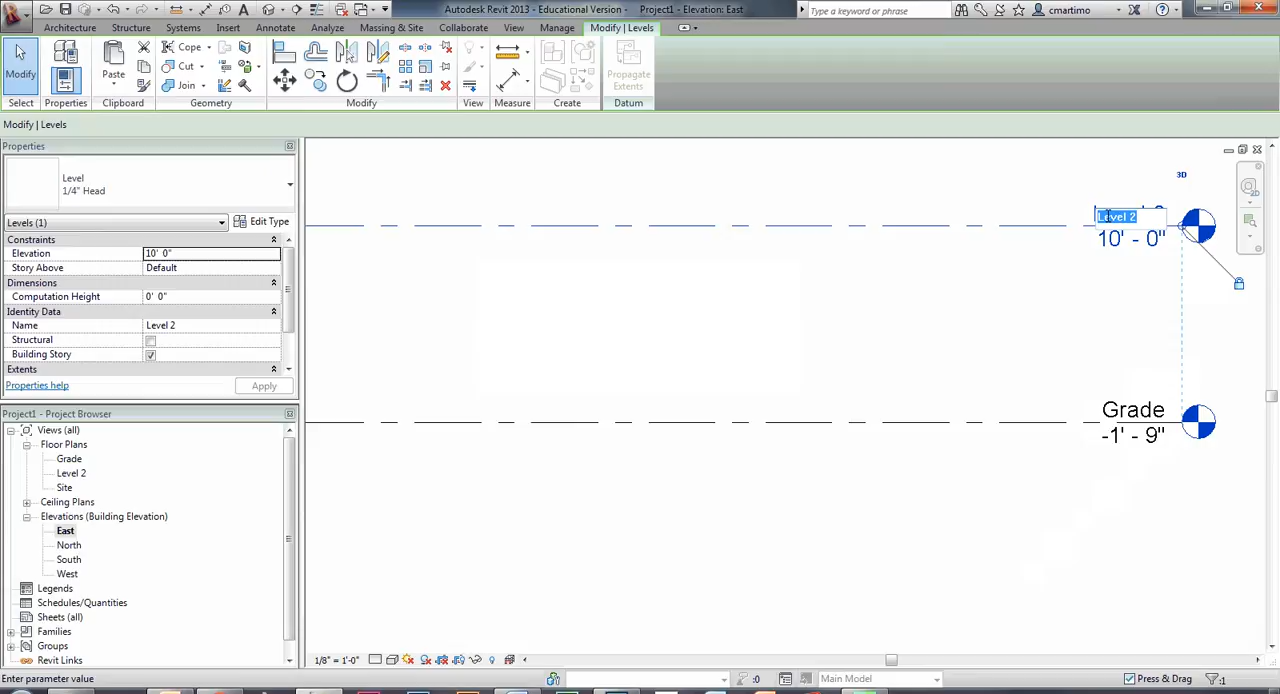 Autodesk Revit 2013 - Educational Version - Project1 - Elevation: East
Type a keyword or phrase
cmartimo
Architecture Structure Systems Insert Annotate Analyze Massing & Site Collaborate View Manage Modify | Levels
Modify
Paste
Cope
Cut
Join
Propagate
Extents
Select Properties Clipboard Geometry Modify View Measure Create Datum
Modify | Levels
Properties
Level
1/4" Head
Levels (1)
Edit Type
Constraints
Elevation 10' 0"
Story Above Default
Dimensions
Computation Height 0' 0"
Identity Data
Name Level 2
Structural
Building Story
Extents
Properties help
Apply
Project1 - Project Browser
Views (all)
Floor Plans
Grade
Level 2
Site
Ceiling Plans
Elevations (Building Elevation)
East
North
South
West
Legends
Schedules/Quantities
Sheets (all)
Families
Groups
Revit Links
3D
Level 2
10' - 0"
Grade
-1' - 9"
2D
1/8" = 1'-0"
Enter parameter value
:0
Main Model
Press & Drag
:1